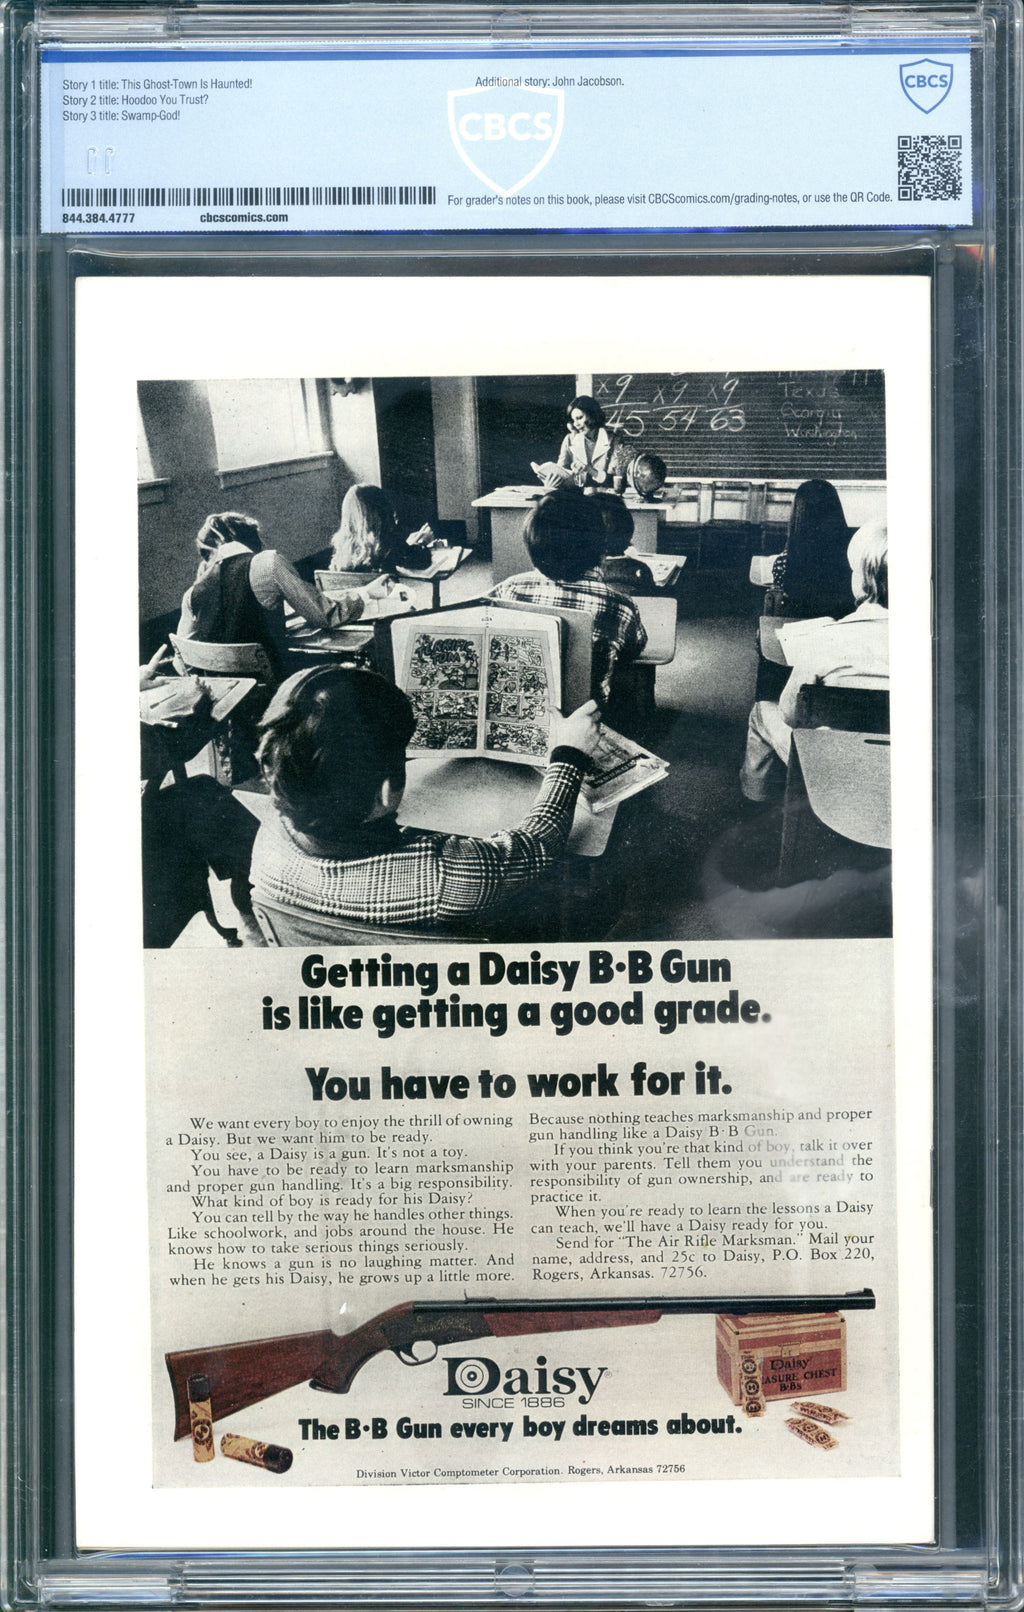 Story 1 title: This Ghost-Town Is Haunted!
Story 2 title: Hoodoo You Trust?
Story 3 title: Swamp-God!
Additional story: John Jacobson.
CBCS
CBCS
For grader's notes on this book, please visit CBCScomics.com/grading-notes, or use the QR Code.
844.384.4777
cbcscomics.com
x9 x9 x9
45 54 63
Texas
Georgia
Washington
Getting a Daisy B·B Gun
is like getting a good grade.
You have to work for it.
We want every boy to enjoy the thrill of owning
a Daisy. But we want him to be ready.
You see, a Daisy is a gun. It's not a toy.
You have to be ready to learn marksmanship
and proper gun handling. It's a big responsibility.
What kind of boy is ready for his Daisy?
You can tell by the way he handles other things.
Like schoolwork, and jobs around the house. He
knows how to take serious things seriously.
He knows a gun is no laughing matter. And
when he gets his Daisy, he grows up a little more.
Because nothing teaches marksmanship and proper
gun handling like a Daisy B·B Gun.
If you think you're that kind of boy, talk it over
with your parents. Tell them you understand the
responsibility of gun ownership, and are ready to
practice it.
When you're ready to learn the lessons a Daisy
can teach, we'll have a Daisy ready for you.
Send for "The Air Rifle Marksman." Mail your
name, address, and 25c to Daisy, P.O. Box 220,
Rogers, Arkansas. 72756.
Daisy
CHEST
B·Bs
Daisy®
SINCE 1886
The B·B Gun every boy dreams about.
Division Victor Comptometer Corporation. Rogers, Arkansas 72756